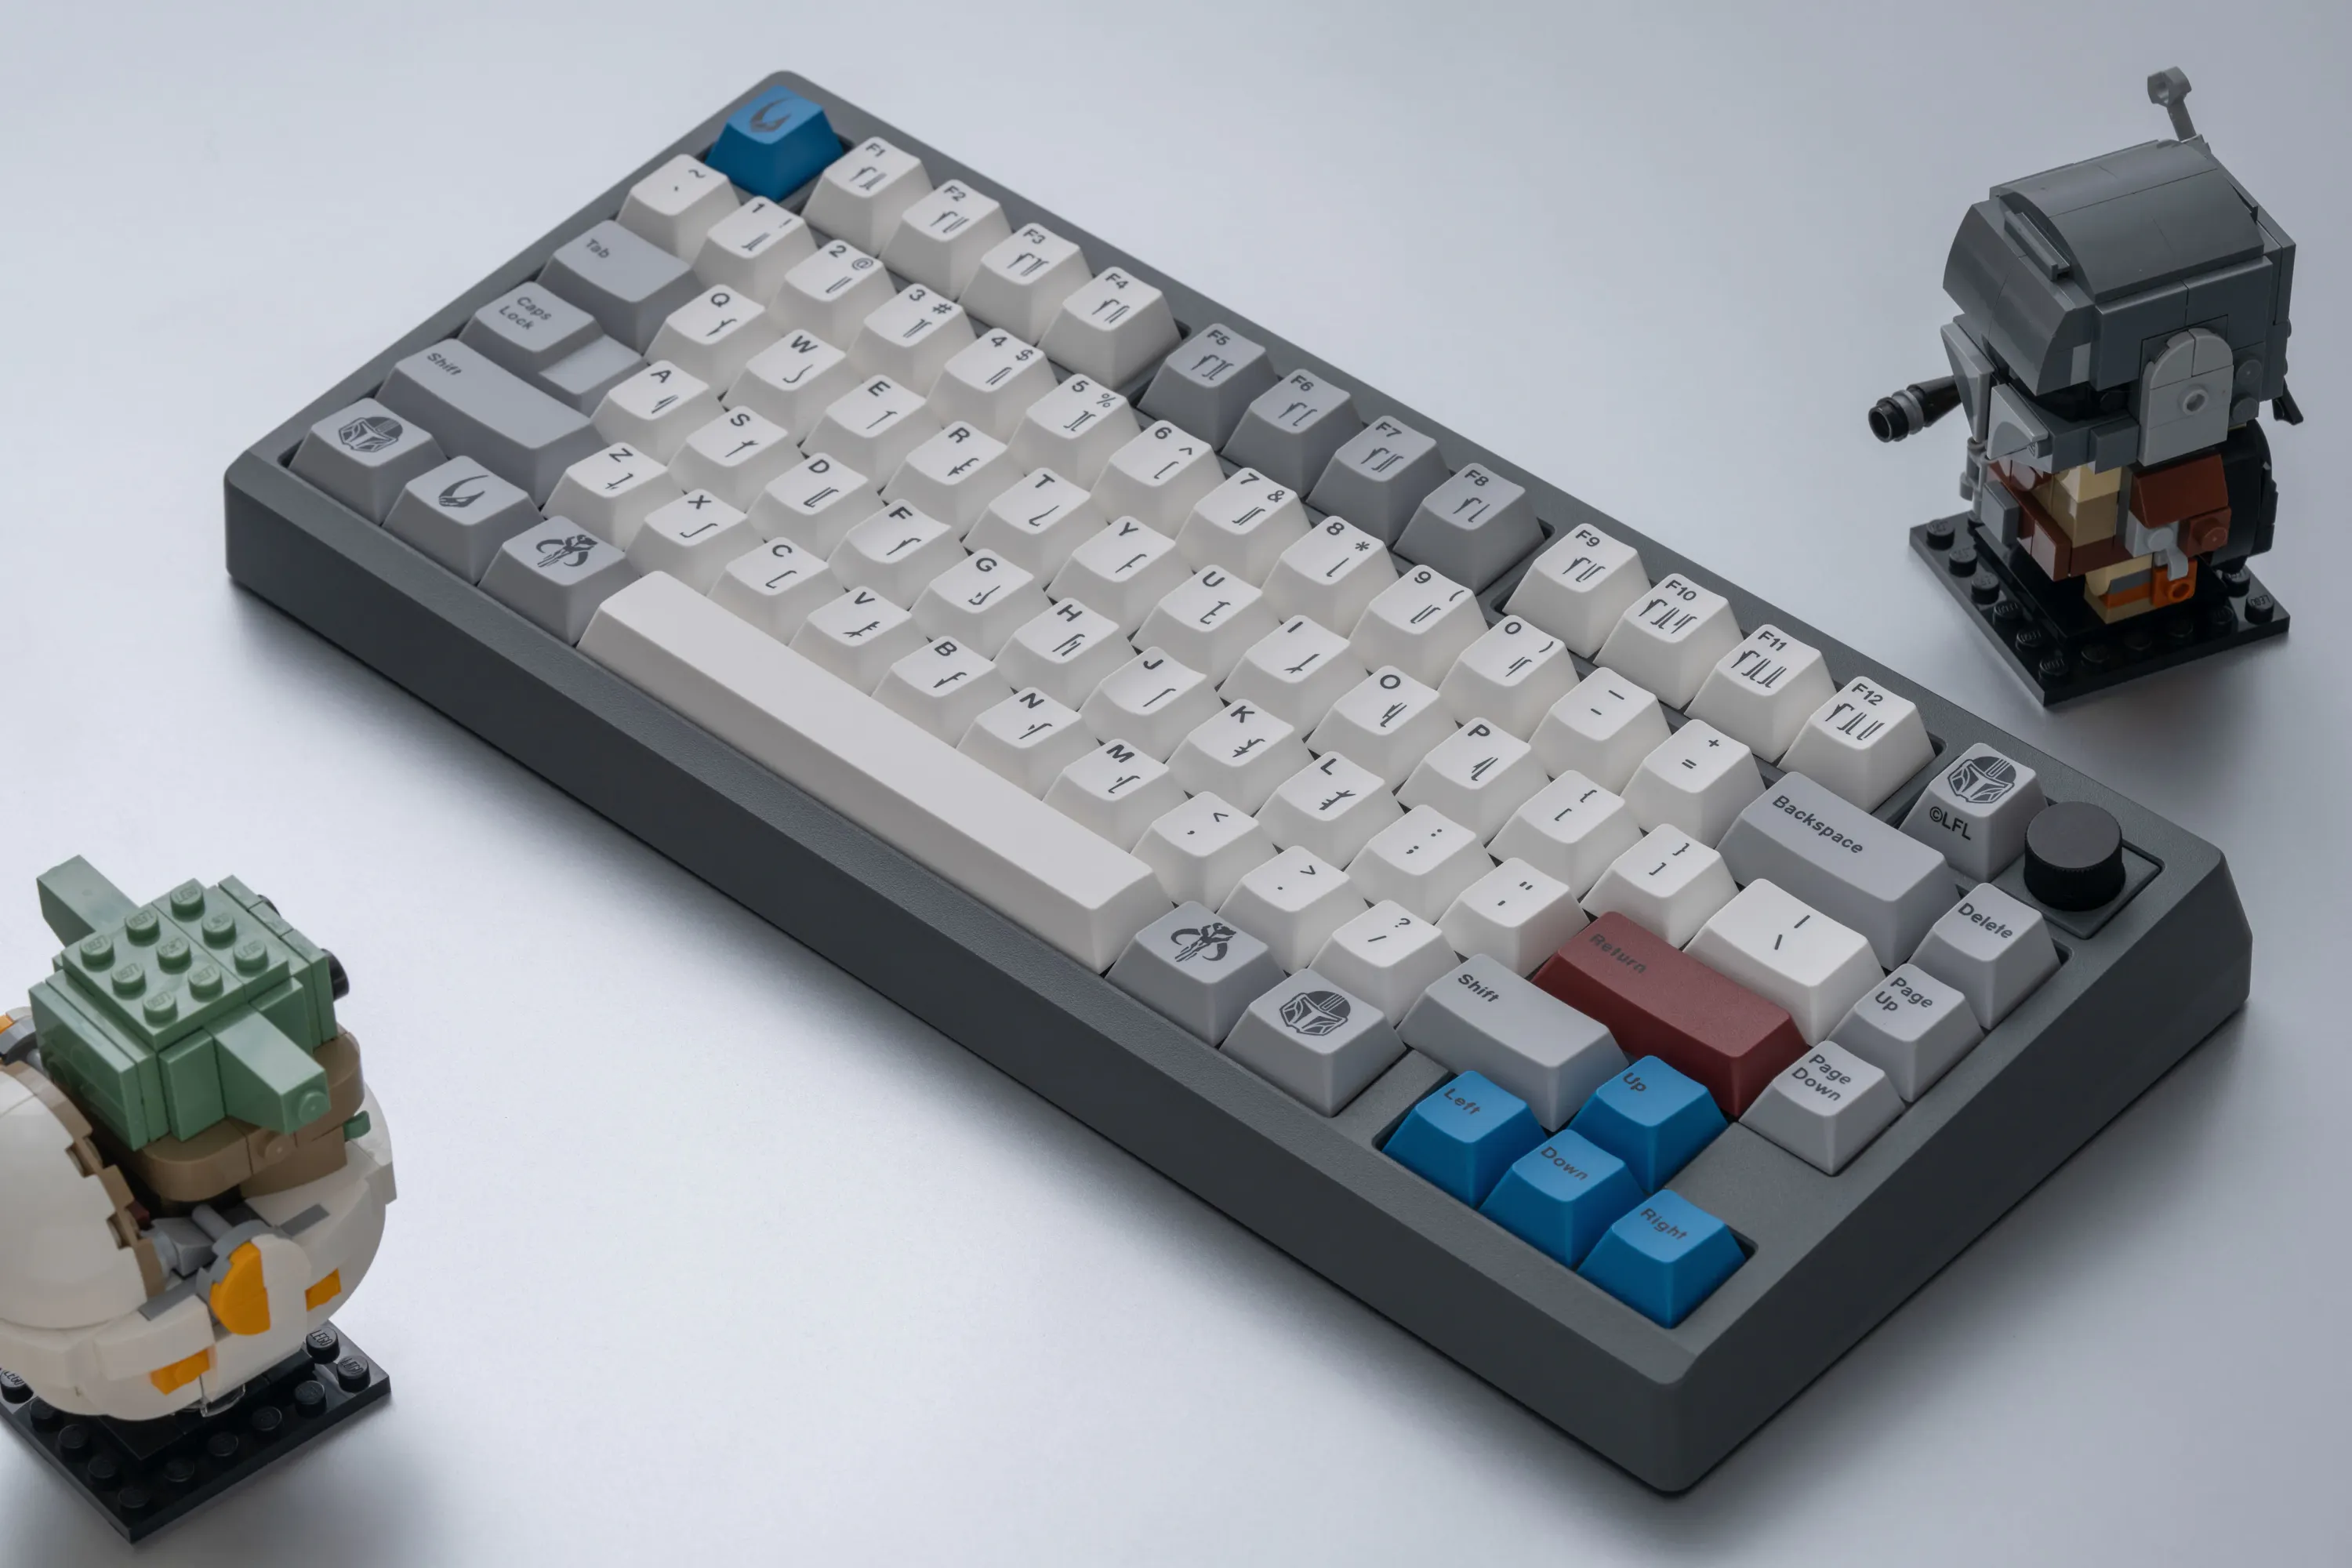 F1
F2
F3
F4
F5
F6
F7
F8
F9
F10
F11
F12
©LFL
~
1 !
2 @
3 #
4 $
5 %
6 ^
7 &
8 *
9 (
0 )
_
-
+
=
Backspace
Delete
Tab
Q
W
E
R
T
Y
U
I
O
P
{
[
}
]
|
\
Page
Up
Caps
Lock
A
S
D
F
G
H
J
K
L
:
;
"
'
Return
Page
Down
Shift
Z
X
C
V
B
N
M
<
,
>
.
?
/
Shift
Up
Left
Down
Right